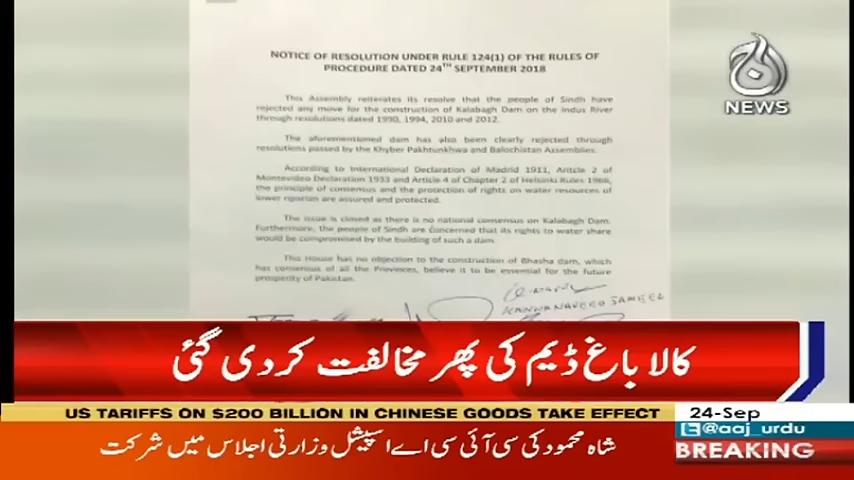 NOTICE OF RESOLUTION UNDER RULE 124(1) OF THE RULES OF
PROCEDURE DATED 24TH SEPTEMBER 2018
This Assembly reiterates its resolve that the people of Sindh have
rejected any move for the construction of Kalabagh Dam on the Indus River
through resolutions dated 1990, 1994, 2010 and 2012.
The aforementioned dam has also been clearly rejected through
resolutions passed by the Khyber Pakhtunkhwa and Balochistan Assemblies.
According to International Declaration of Madrid 1911, Aritcle 2 of
Montevideo Declaration 1933 and Article 4 of Chapter 2 of Helsinki Rules 1966,
the principle of consensus and the protection of rights on water resources of
lower riparian are assured and protected.
The issue is closed as there is no national consensus on Kalabagh Dam.
Furthermore, the people of Sindh are concerned that its rights to water share
would be compromised by the building of such a dam.
This House has no objection to the construction of Bhasha dam, which
has consensus of all the Provinces, believe it to be essential for the future
prosperity of Pakistan.
آج
NEWS
کالا باغ ڈیم کی پھر مخالفت کر دی گئی
US TARIFFS ON $200 BILLION IN CHINESE GOODS TAKE EFFECT
24-Sep
@aaj_urdu
شاہ محمود کی سی آئی سی اے اسپیشل وزارتی اجلاس میں شرکت
BREAKING